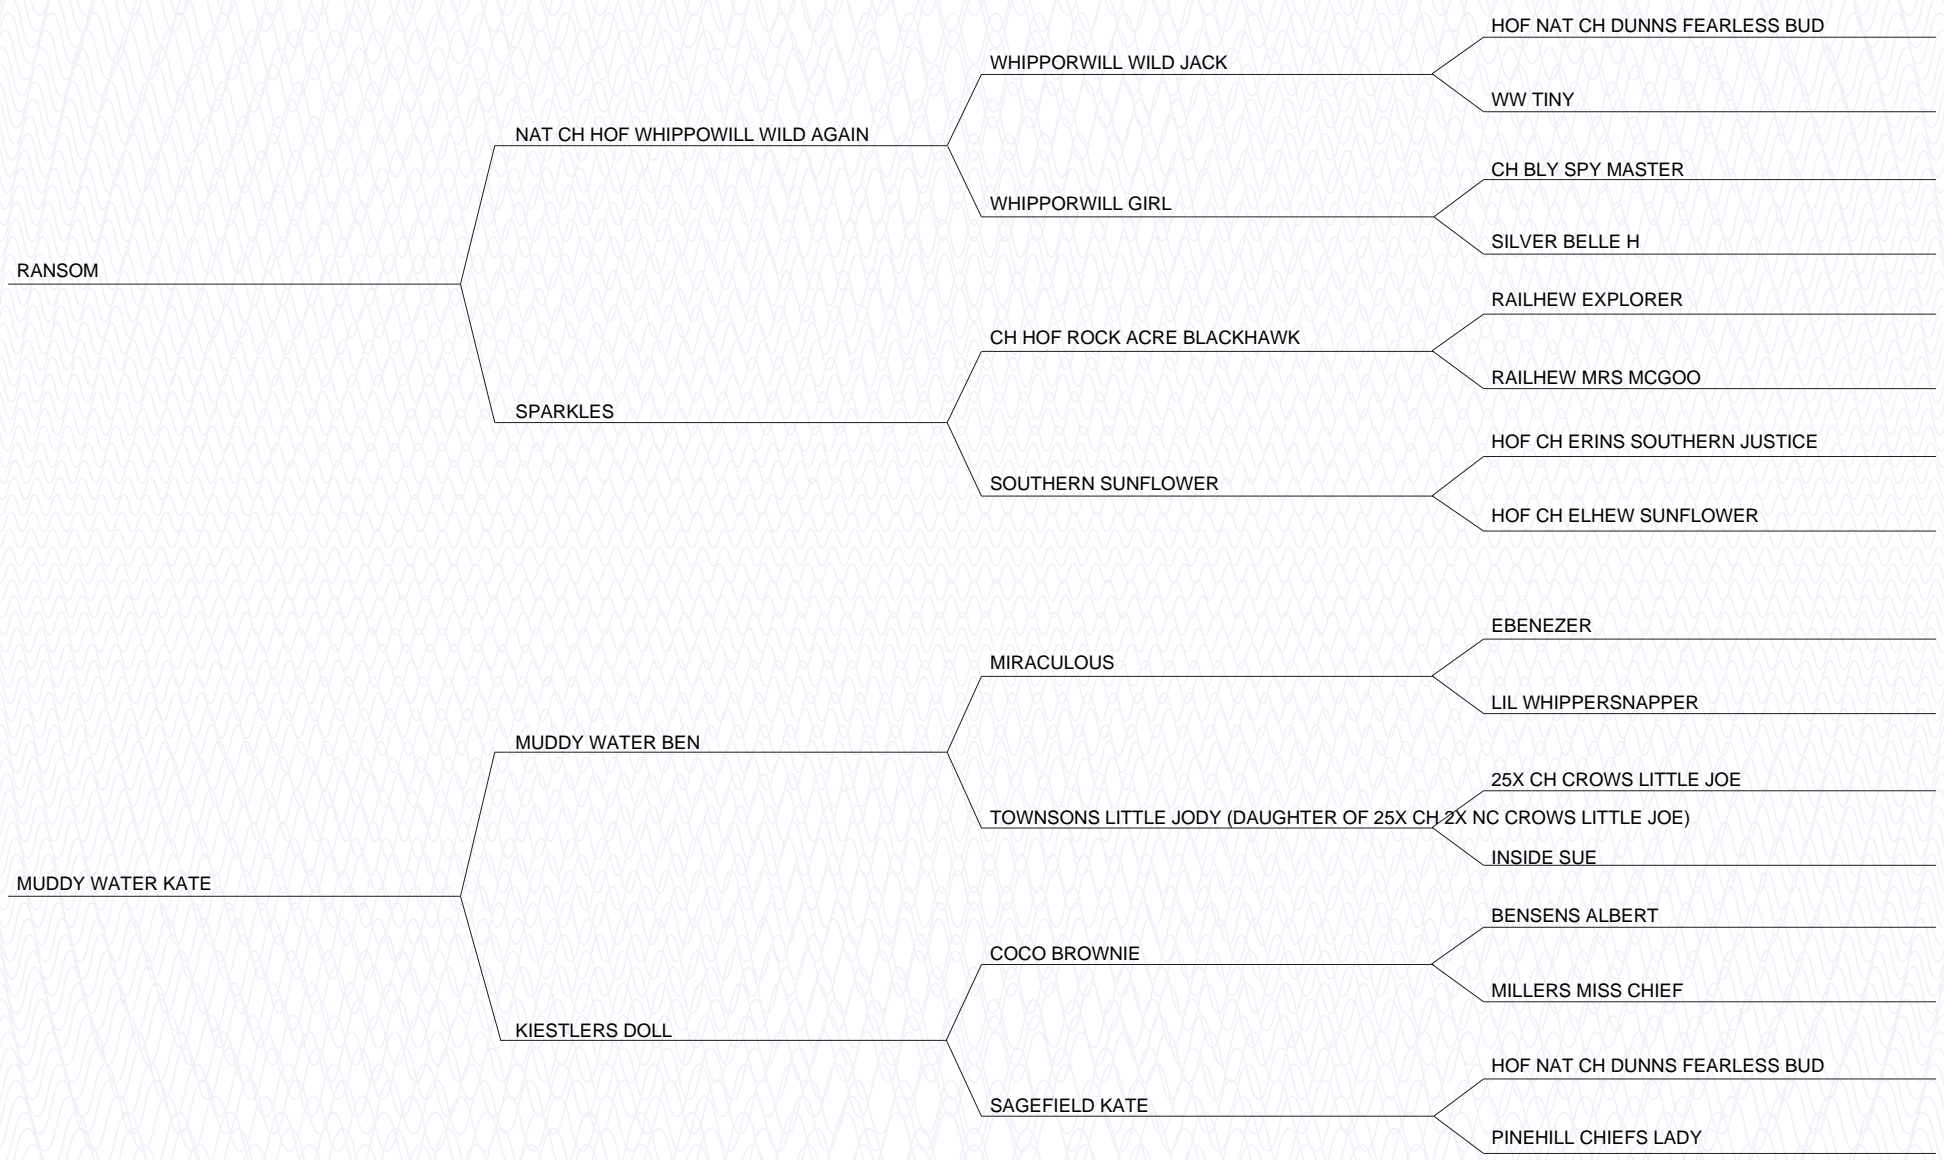 HOF NAT CH DUNNS FEARLESS BUD
WHIPPORWILL WILD JACK
WW TINY
NAT CH HOF WHIPPOWILL WILD AGAIN
CH BLY SPY MASTER
WHIPPORWILL GIRL
SILVER BELLE H
RANSOM
RAILHEW EXPLORER
CH HOF ROCK ACRE BLACKHAWK
RAILHEW MRS MCGOO
SPARKLES
HOF CH ERINS SOUTHERN JUSTICE
SOUTHERN SUNFLOWER
HOF CH ELHEW SUNFLOWER
EBENEZER
MIRACULOUS
LIL WHIPPERSNAPPER
MUDDY WATER BEN
25X CH CROWS LITTLE JOE
TOWNSONS LITTLE JODY (DAUGHTER OF 25X CH 2X NC CROWS LITTLE JOE)
INSIDE SUE
MUDDY WATER KATE
BENSENS ALBERT
COCO BROWNIE
MILLERS MISS CHIEF
KIESTLERS DOLL
HOF NAT CH DUNNS FEARLESS BUD
SAGEFIELD KATE
PINEHILL CHIEFS LADY